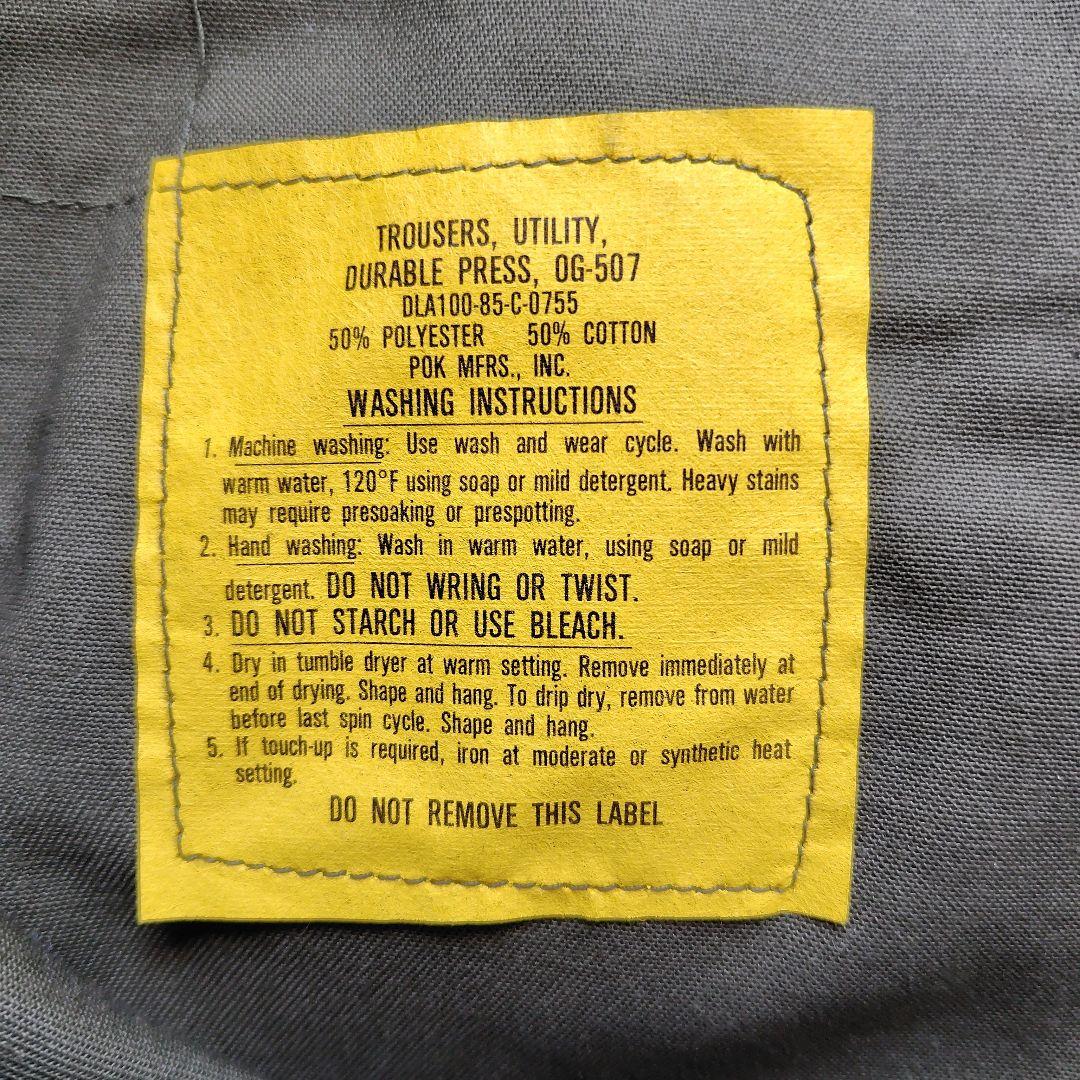 TROUSERS, UTILITY,
DURABLE PRESS, OG-507
DLA100-85-C-0755
50% POLYESTER 50% COTTON
POK MFRS., INC.
WASHING INSTRUCTIONS
1. Machine washing: Use wash and wear cycle. Wash with
warm water, 120°F using soap or mild detergent. Heavy stains
may require presoaking or prespotting.
2. Hand washing: Wash in warm water, using soap or mild
detergent. DO NOT WRING OR TWIST.
3. DO NOT STARCH OR USE BLEACH.
4. Dry in tumble dryer at warm setting. Remove immediately at
end of drying. Shape and hang. To drip dry, remove from water
before last spin cycle. Shape and hang.
5. If touch-up is required, iron at moderate or synthetic heat
setting.
DO NOT REMOVE THIS LABEL